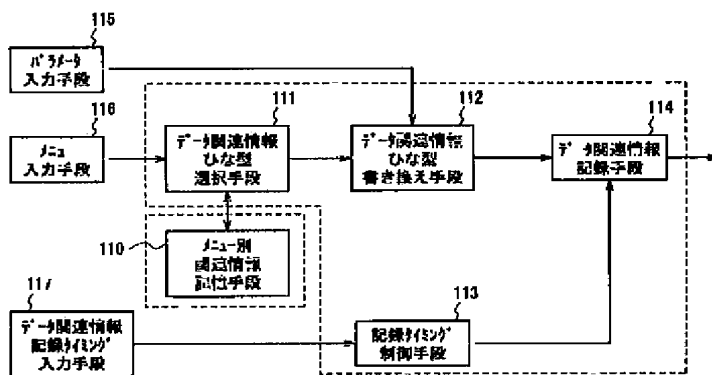 115
パラメータ
入力手段
116
メニュ
入力手段
111
データ関連情報
ひな型
選択手段
112
データ関連情報
ひな型
書き換え手段
114
データ関連情報
記録手段
110
メニュー別
関連情報
記憶手段
117
データ関連情報
記録タイミング
入力手段
113
記録タイミング
制御手段